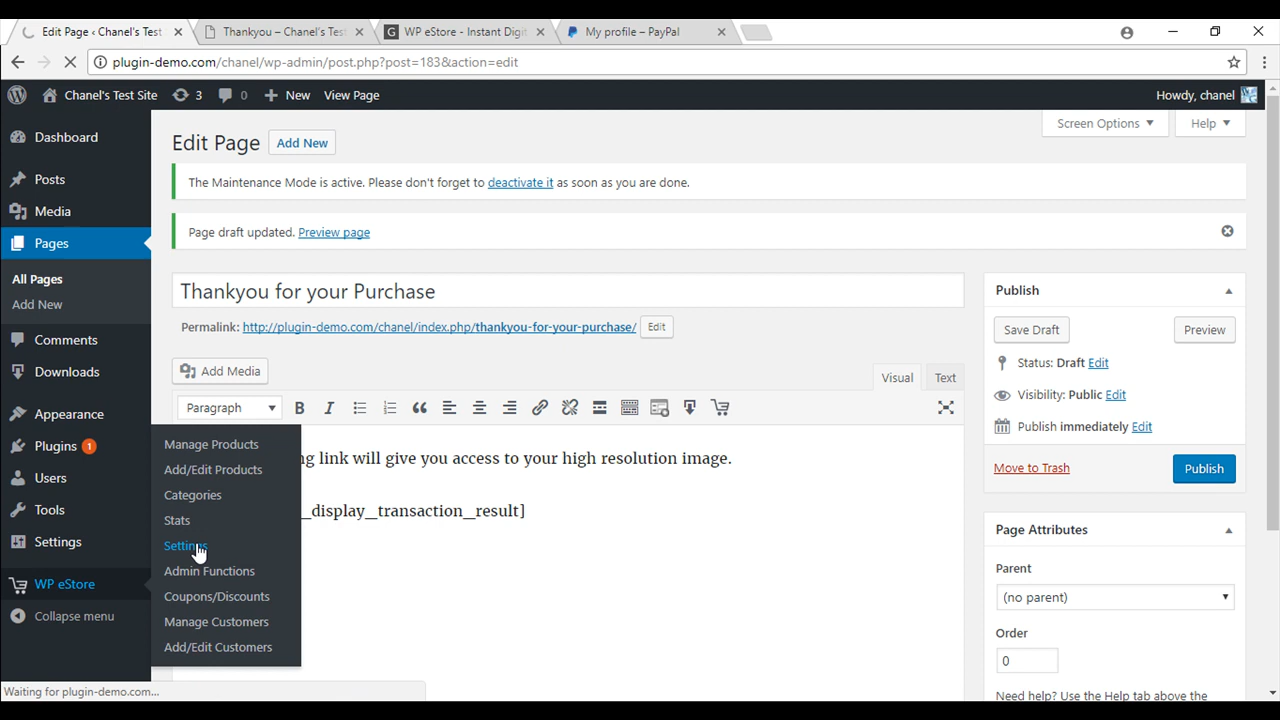 Edit Page ‹ Chanel's Test
Thankyou – Chanel's Tes
WP eStore - Instant Digit
My profile – PayPal
plugin-demo.com/chanel/wp-admin/post.php?post=183&action=edit
Chanel's Test Site
3
0
New
View Page
Howdy, chanel
Screen Options
Help
Dashboard
Posts
Media
Pages
All Pages
Add New
Comments
Downloads
Appearance
Plugins 1
Users
Tools
Settings
WP eStore
Collapse menu
Manage Products
Add/Edit Products
Categories
Stats
Settings
Admin Functions
Coupons/Discounts
Manage Customers
Add/Edit Customers
Edit Page
Add New
The Maintenance Mode is active. Please don't forget to deactivate it as soon as you are done.
Page draft updated. Preview page
Thankyou for your Purchase
Permalink: http://plugin-demo.com/chanel/index.php/thankyou-for-your-purchase/ Edit
Add Media
Visual
Text
Paragraph
B I
ng link will give you access to your high resolution image.
_display_transaction_result]
Publish
Save Draft
Preview
Status: Draft Edit
Visibility: Public Edit
Publish immediately Edit
Move to Trash
Publish
Page Attributes
Parent
(no parent)
Order
0
Need help? Use the Help tab above the
Waiting for plugin-demo.com...